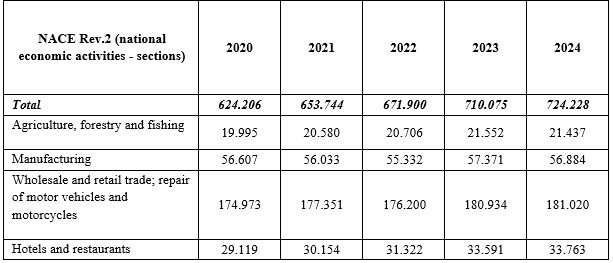 NACE Rev.2 (national economic activities - sections) 2020 2021 2022 2023 2024
Total 624.206 653.744 671.900 710.075 724.228
Agriculture, forestry and fishing 19.995 20.580 20.706 21.552 21.437
Manufacturing 56.607 56.033 55.332 57.371 56.884
Wholesale and retail trade; repair of motor vehicles and motorcycles 174.973 177.351 176.200 180.934 181.020
Hotels and restaurants 29.119 30.154 31.322 33.591 33.763